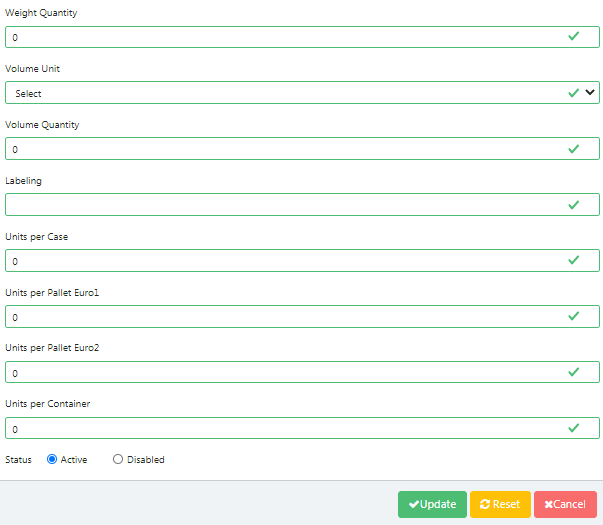 Weight Quantity
0
Volume Unit
Select
Volume Quantity
0
Labeling
Units per Case
0
Units per Pallet Euro1
0
Units per Pallet Euro2
0
Units per Container
0
Status Active Disabled
Update Reset Cancel